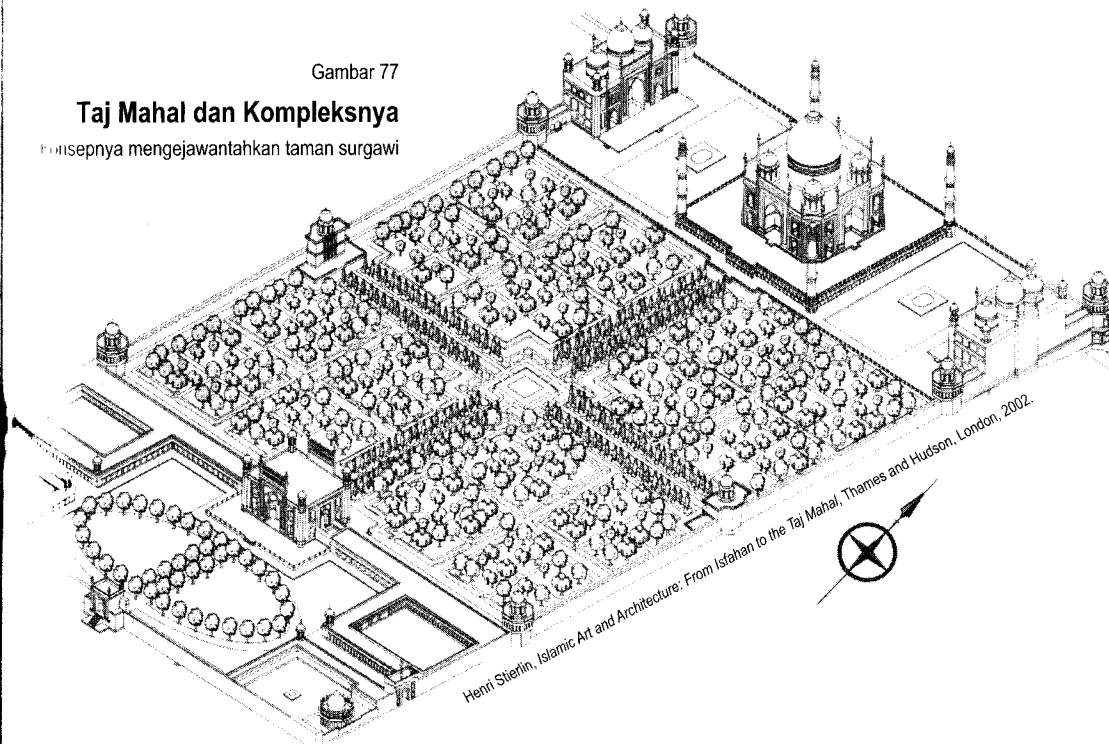 Gambar 77
Taj Mahal dan Kompleksnya
mengejawantahkan taman surgawi
Henri Stierlin, Islamic Art and Architecture: From Isfahan to the Taj Mahal, Thames and Hudson, London, 2002.